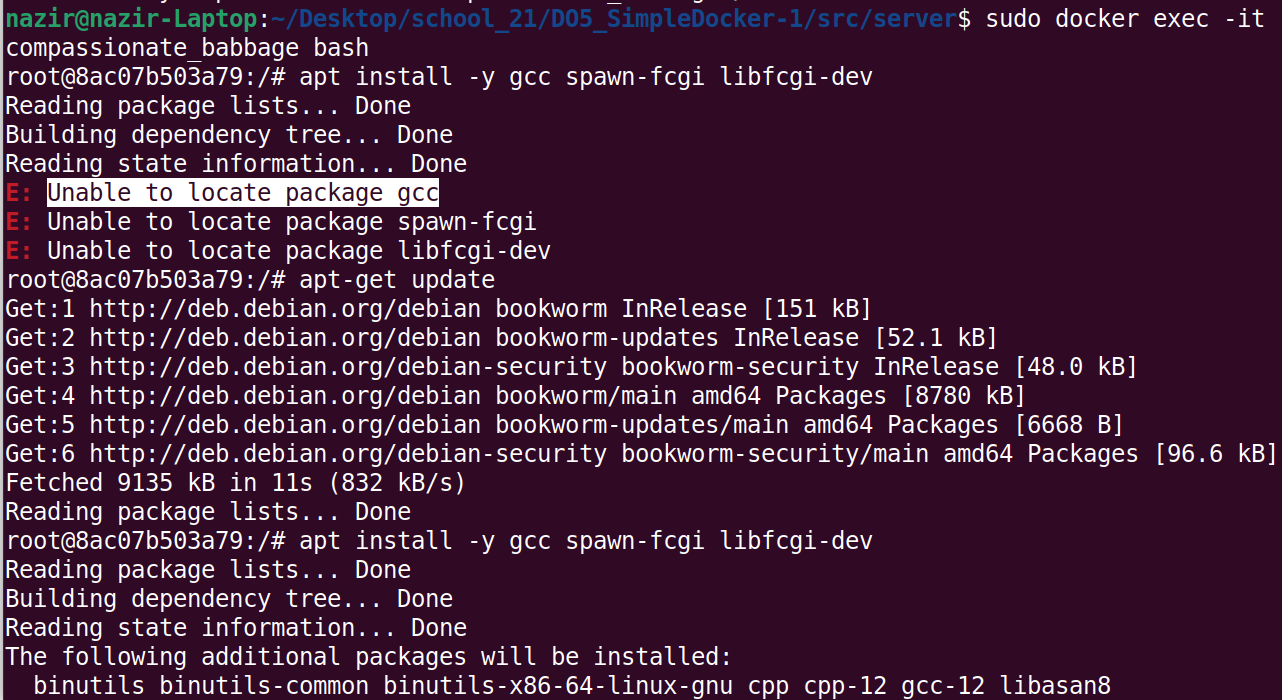 nazir@nazir-Laptop:~/Desktop/school_21/DO5_SimpleDocker-1/src/server$ sudo docker exec -it
compassionate_babbage bash
root@8ac07b503a79:/# apt install -y gcc spawn-fcgi libfcgi-dev
Reading package lists... Done
Building dependency tree... Done
Reading state information... Done
E: Unable to locate package gcc
E: Unable to locate package spawn-fcgi
E: Unable to locate package libfcgi-dev
root@8ac07b503a79:/# apt-get update
Get:1 http://deb.debian.org/debian bookworm InRelease [151 kB]
Get:2 http://deb.debian.org/debian bookworm-updates InRelease [52.1 kB]
Get:3 http://deb.debian.org/debian-security bookworm-security InRelease [48.0 kB]
Get:4 http://deb.debian.org/debian bookworm/main amd64 Packages [8780 kB]
Get:5 http://deb.debian.org/debian bookworm-updates/main amd64 Packages [6668 B]
Get:6 http://deb.debian.org/debian-security bookworm-security/main amd64 Packages [96.6 kB]
Fetched 9135 kB in 11s (832 kB/s)
Reading package lists... Done
root@8ac07b503a79:/# apt install -y gcc spawn-fcgi libfcgi-dev
Reading package lists... Done
Building dependency tree... Done
Reading state information... Done
The following additional packages will be installed:
  binutils binutils-common binutils-x86-64-linux-gnu cpp cpp-12 gcc-12 libasan8